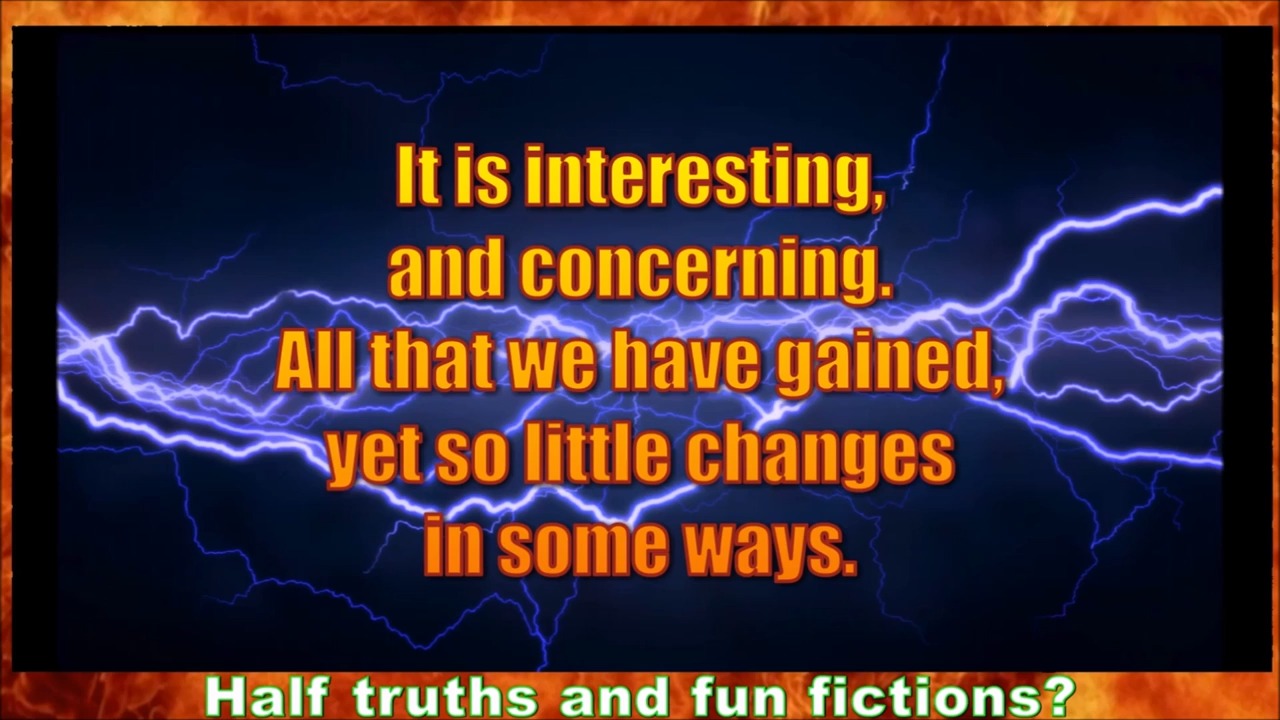 It is interesting,
and concerning.
All that we have gained,
yet so little changes
in some ways.
Half truths and fun fictions?